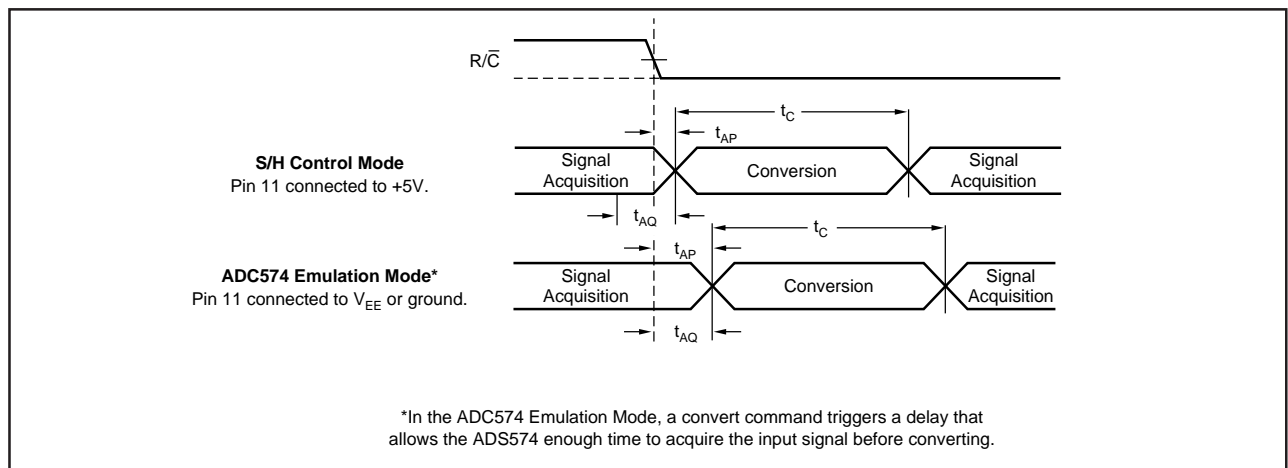 R/C̅
t_C
t_AP
S/H Control Mode
Pin 11 connected to +5V.
Signal
Acquisition
Conversion
Signal
Acquisition
t_AQ
t_C
t_AP
ADC574 Emulation Mode*
Pin 11 connected to V_EE or ground.
Signal
Acquisition
Conversion
Signal
Acquisition
t_AQ
*In the ADC574 Emulation Mode, a convert command triggers a delay that
allows the ADS574 enough time to acquire the input signal before converting.